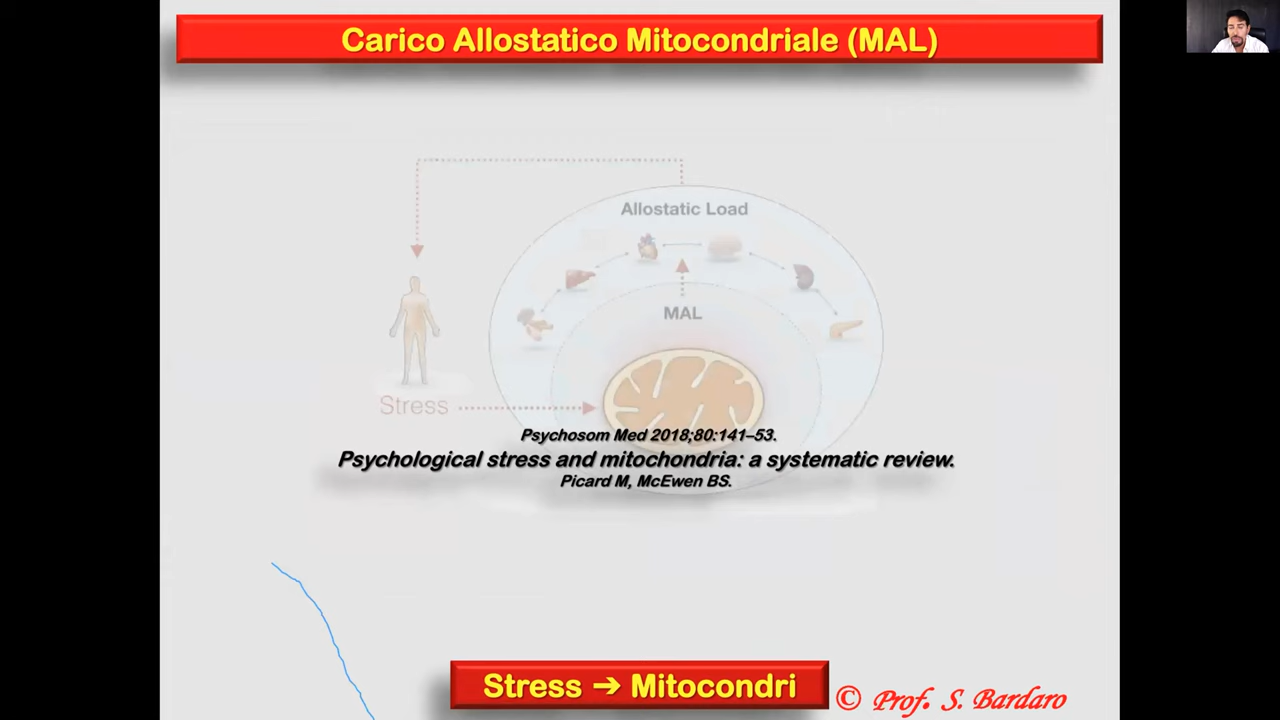 Carico Allostatico Mitocondriale (MAL)
Allostatic Load
MAL
Stress
Psychosom Med 2018;80:141–53.
Psychological stress and mitochondria: a systematic review.
Picard M, McEwen BS.
Stress ➔ Mitocondri
© Prof. S. Bardaro